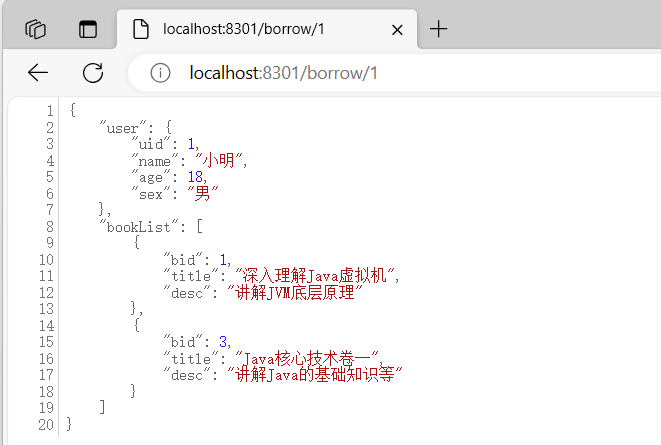 localhost:8301/borrow/1
localhost:8301/borrow/1
1 {
2     "user": {
3         "uid": 1,
4         "name": "小明",
5         "age": 18,
6         "sex": "男"
7     },
8     "bookList": [
9         {
10             "bid": 1,
11             "title": "深入理解Java虚拟机",
12             "desc": "讲解JVM底层原理"
13         },
14         {
15             "bid": 3,
16             "title": "Java核心技术卷一",
17             "desc": "讲解Java的基础知识等"
18         }
19     ]
20 }